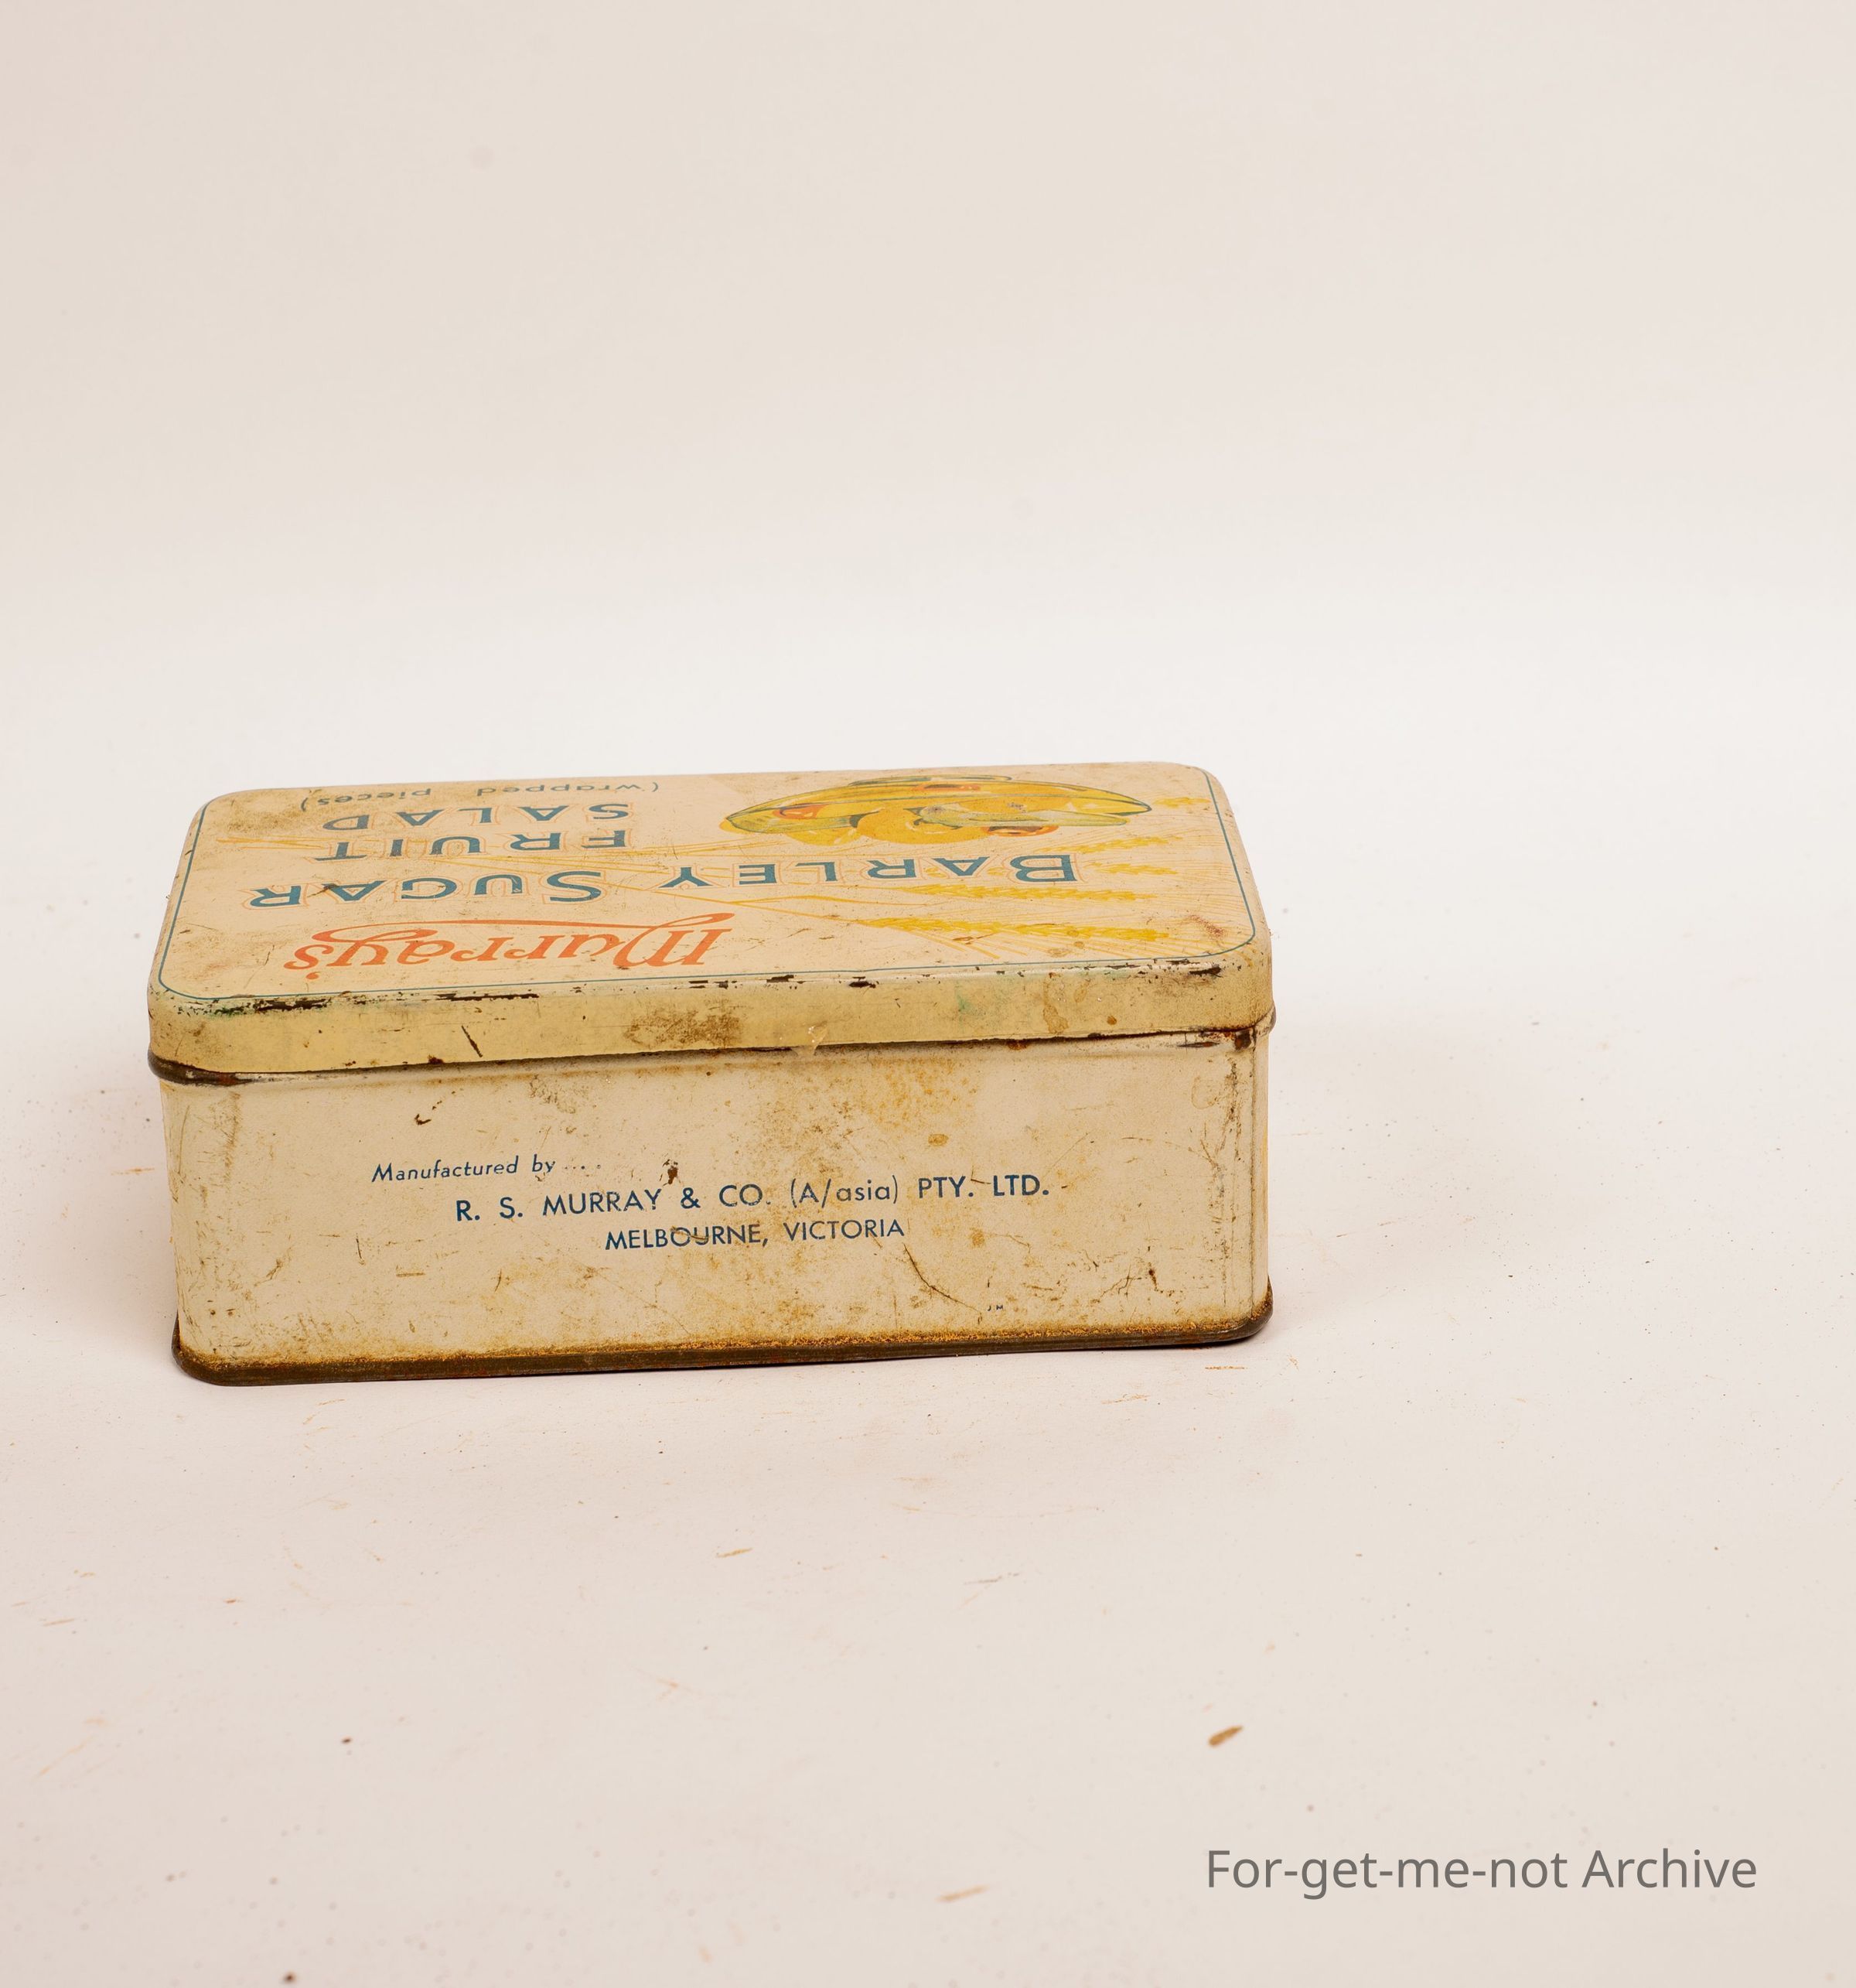 Murray's
BARLEY SUGAR
FRUIT
SALAD
(wrapped pieces)
Manufactured by ....
R. S. MURRAY & CO. (A/asia) PTY. LTD.
MELBOURNE, VICTORIA
For-get-me-not Archive